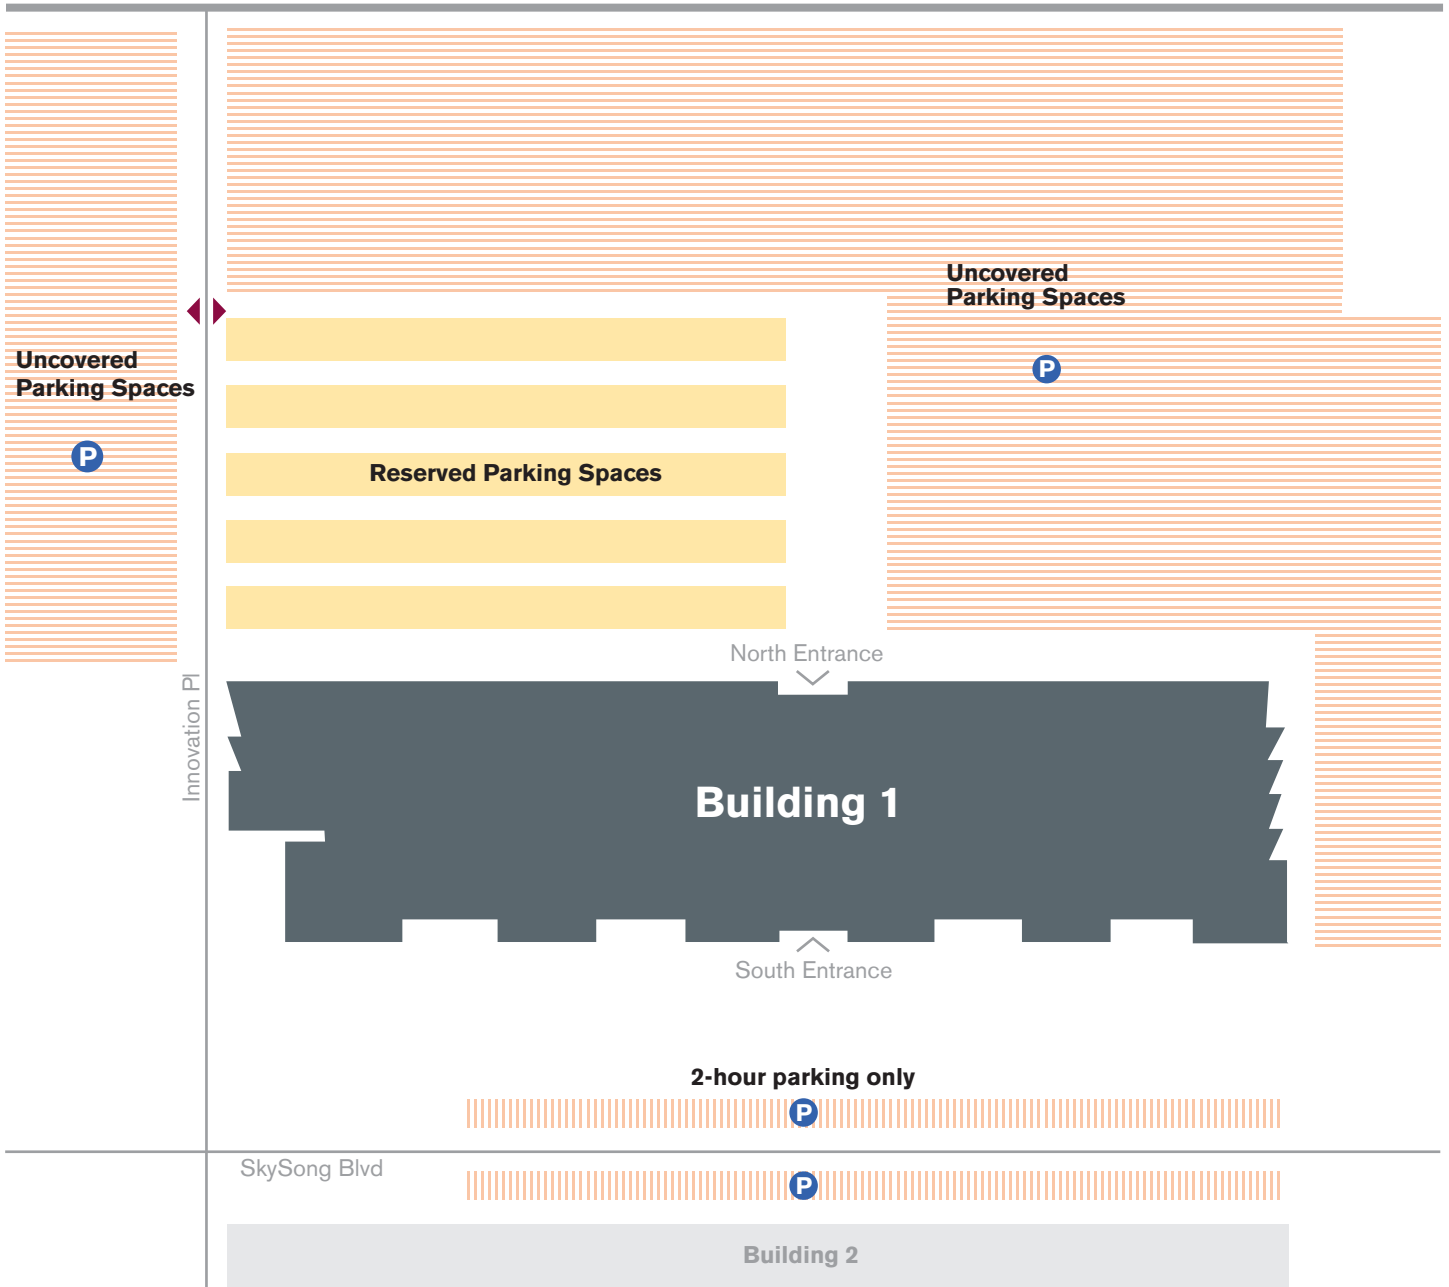 Uncovered
Parking Spaces
P
Uncovered
Parking Spaces
P
Reserved Parking Spaces
North Entrance
Innovation Pl
Building 1
South Entrance
2-hour parking only
P
SkySong Blvd
P
Building 2